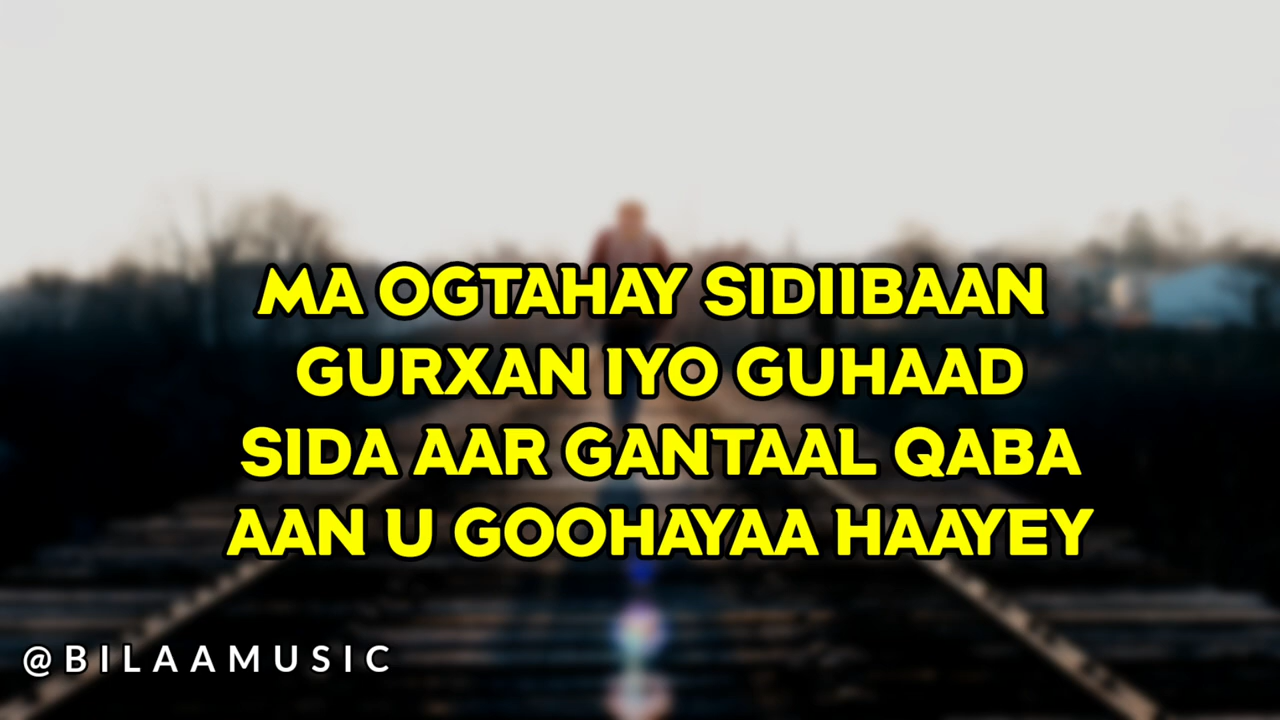 MA OGTAHAY SIDIIBAAN
GURXAN IYO GUHAAD
SIDA AAR GANTAAL QABA
AAN U GOOHAYAA HAAYEY
@BILAAMUSIC